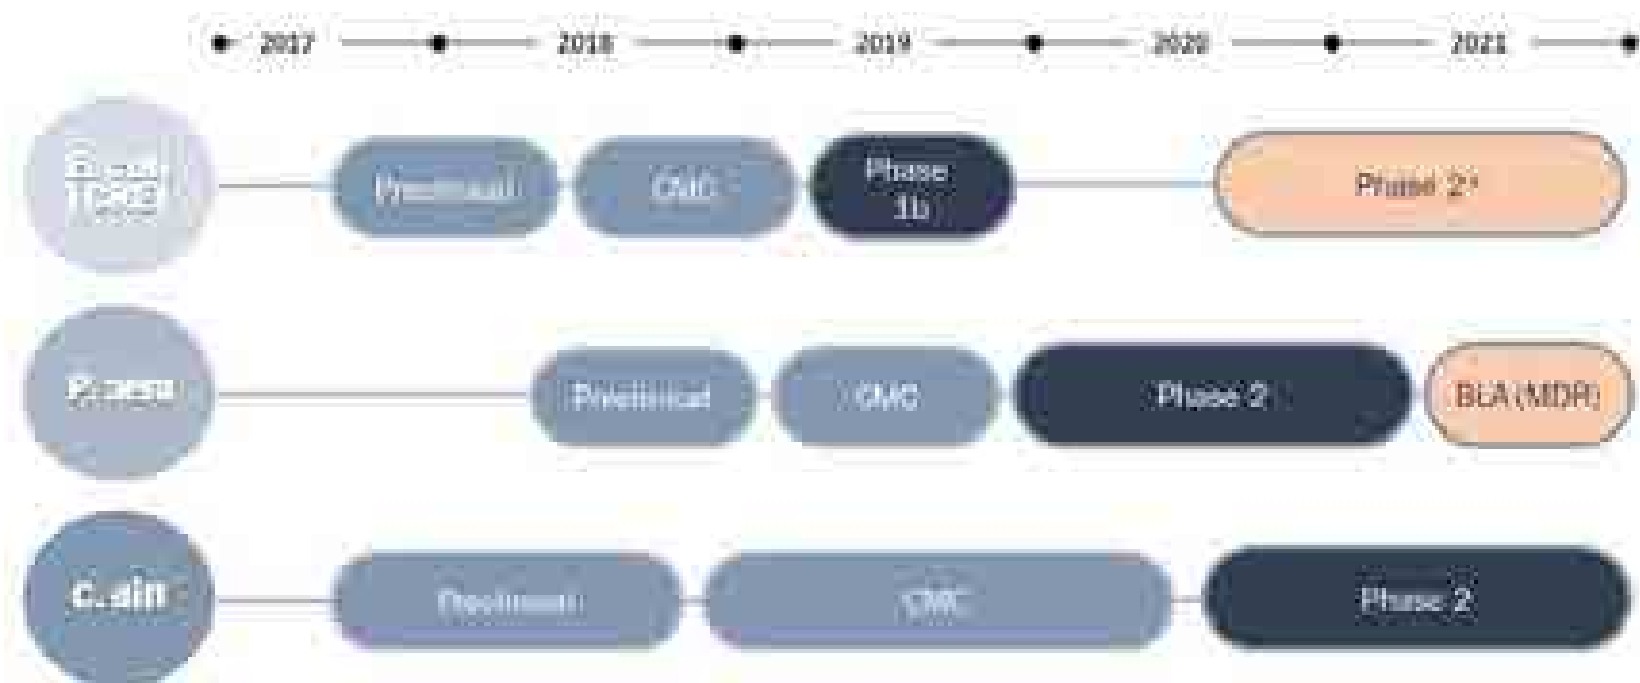 2017 2018 2019 2020 2021
Preclinical CMC Phase
1b
Phase 2
Preclinical CMC Phase 2 BLA (MDR)
Preclinical CMC Phase 2